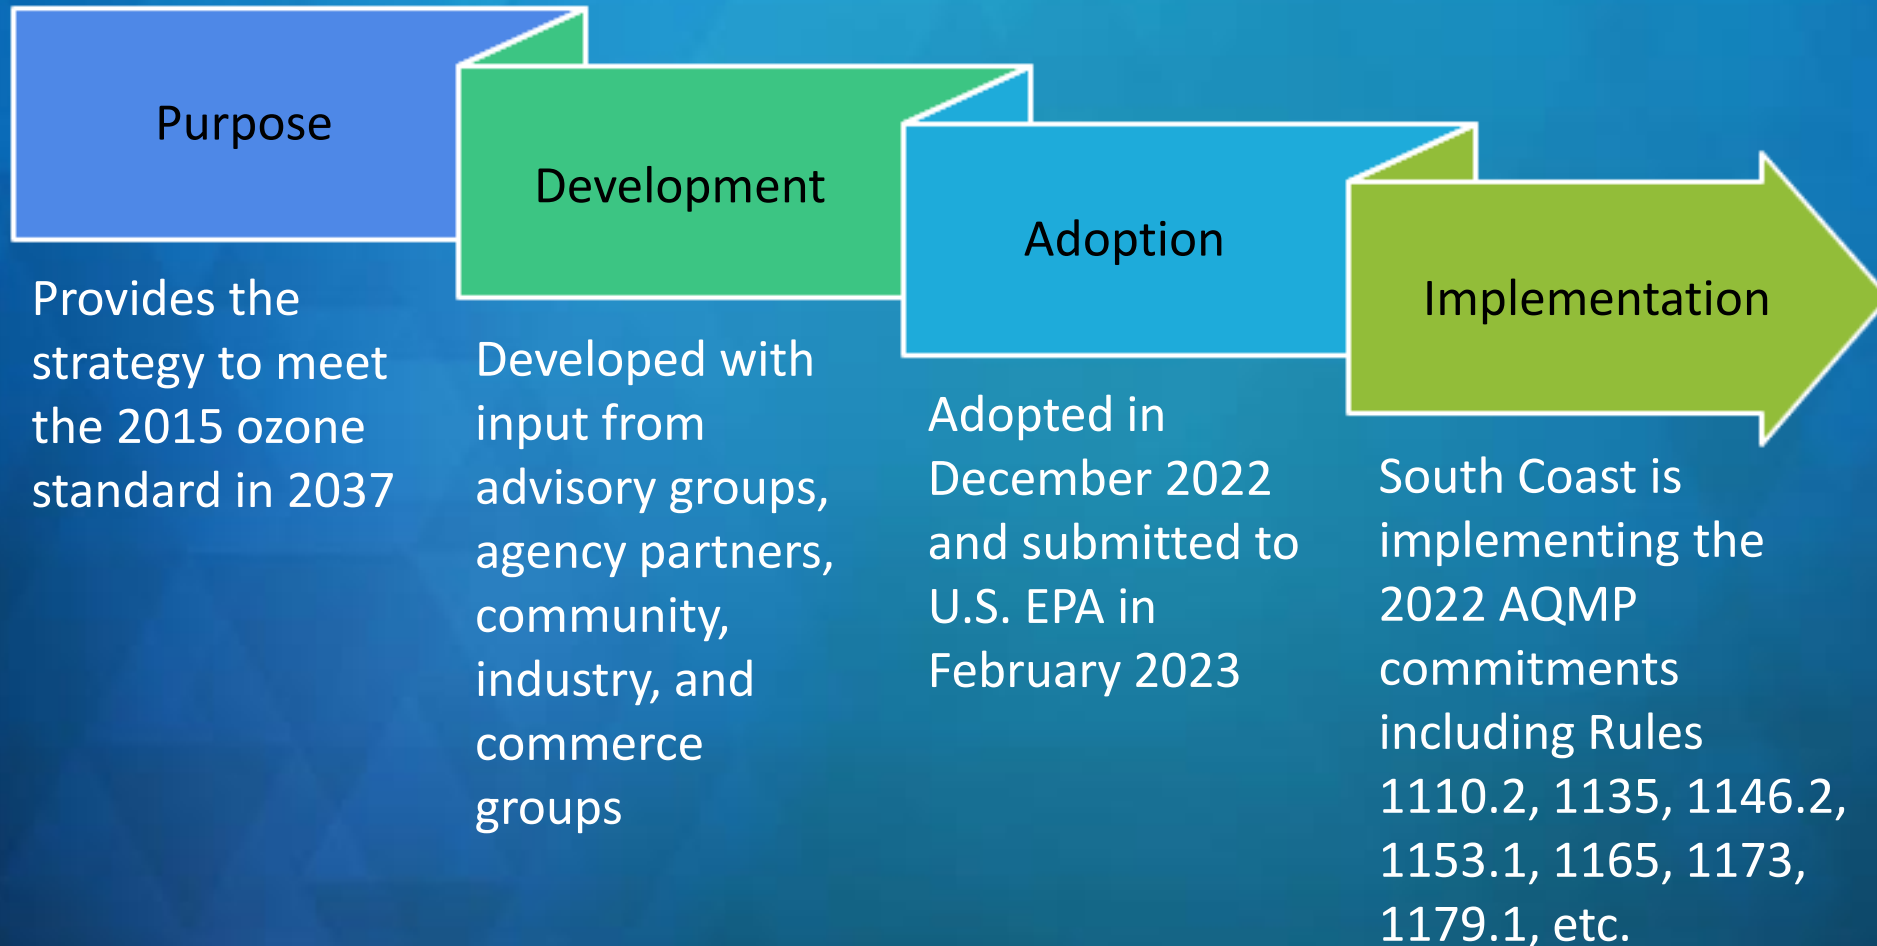 Purpose
Provides the
strategy to meet
the 2015 ozone
standard in 2037
Development
Developed with
input from
advisory groups,
agency partners,
community,
industry, and
commerce
groups
Adoption
Adopted in
December 2022
and submitted to
U.S. EPA in
February 2023
Implementation
South Coast is
implementing the
2022 AQMP
commitments
including Rules
1110.2, 1135, 1146.2,
1153.1, 1165, 1173,
1179.1, etc.